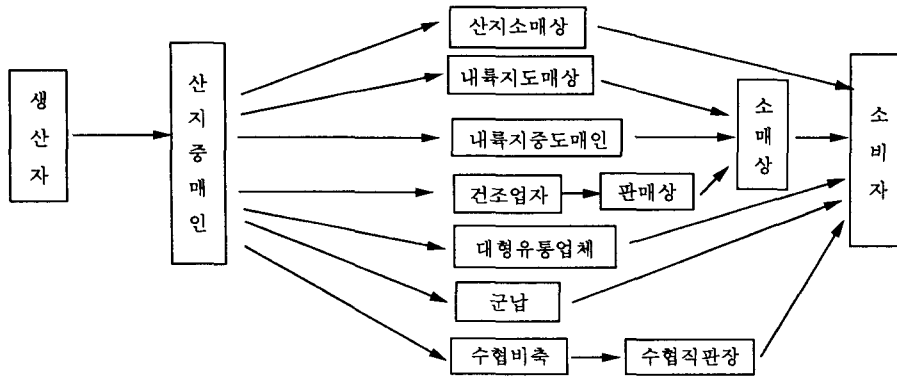 생산자
산지중매인
산지소매상
내륙지도매상
내륙지중도매인
건조업자
판매상
대형유통업체
군납
수협비축
수협직판장
소매상
소비자